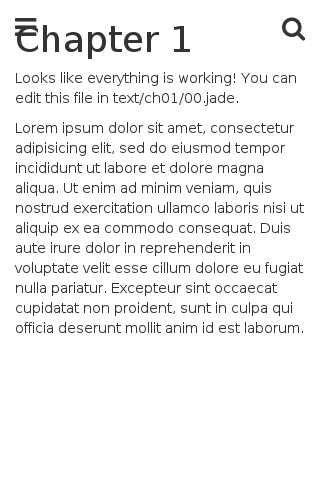 Chapter 1
Looks like everything is working! You can
edit this file in text/ch01/00.jade.
Lorem ipsum dolor sit amet, consectetur
adipisicing elit, sed do eiusmod tempor
incididunt ut labore et dolore magna
aliqua. Ut enim ad minim veniam, quis
nostrud exercitation ullamco laboris nisi ut
aliquip ex ea commodo consequat. Duis
aute irure dolor in reprehenderit in
voluptate velit esse cillum dolore eu fugiat
nulla pariatur. Excepteur sint occaecat
cupidatat non proident, sunt in culpa qui
officia deserunt mollit anim id est laborum.